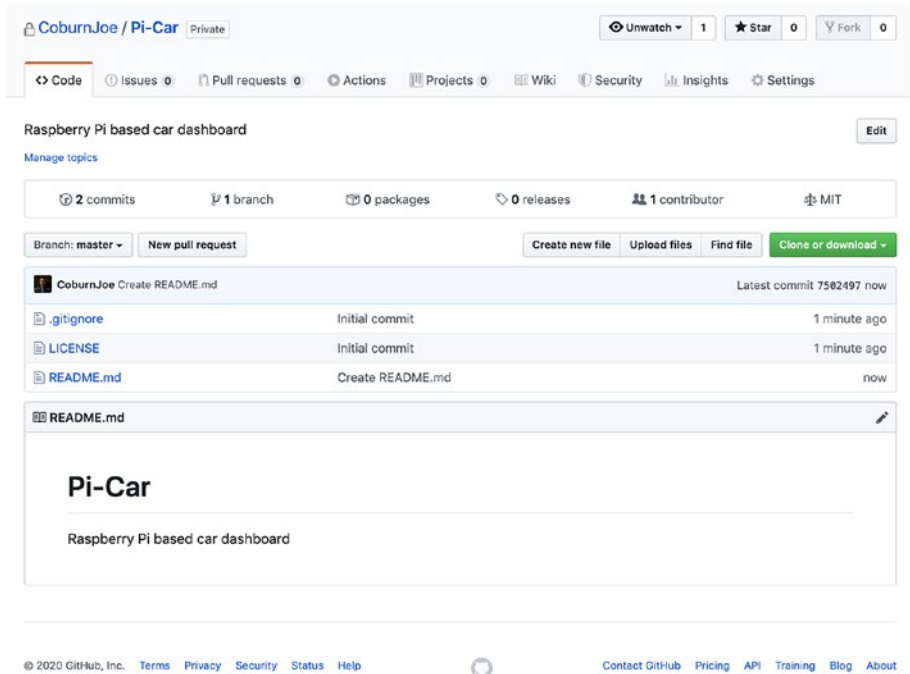 CoburnJoe / Pi-Car Private Unwatch 1 Star 0 Fork 0
Code Issues 0 Pull requests 0 Actions Projects 0 Wiki Security Insights Settings
Raspberry Pi based car dashboard Edit
Manage topics
2 commits 1 branch 0 packages 0 releases 1 contributor MIT
Branch: master New pull request Create new file Upload files Find file Clone or download
CoburnJoe Create README.md Latest commit 7502497 now
.gitignore Initial commit 1 minute ago
LICENSE Initial commit 1 minute ago
README.md Create README.md now
README.md
Pi-Car
Raspberry Pi based car dashboard
© 2020 GitHub, Inc. Terms Privacy Security Status Help Contact GitHub Pricing API Training Blog About